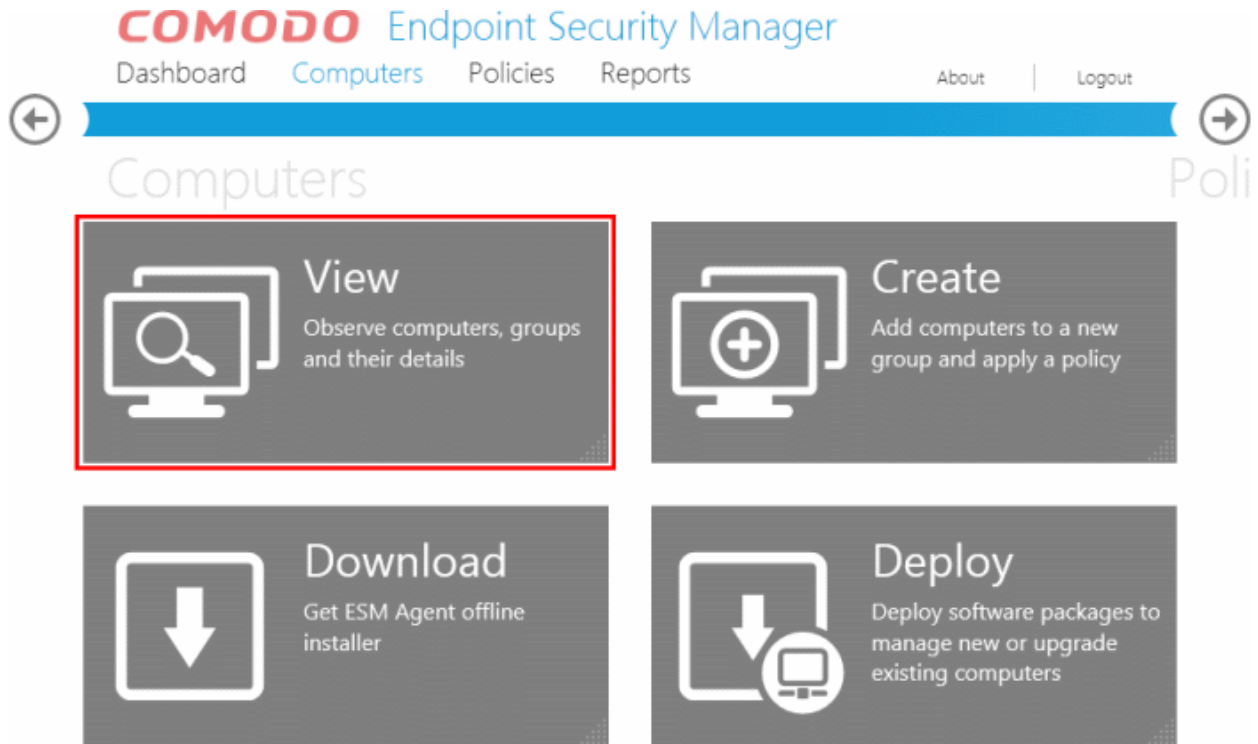 COMODO Endpoint Security Manager
Dashboard Computers Policies Reports About Logout
Computers
Poli
View
Observe computers, groups
and their details
Create
Add computers to a new
group and apply a policy
Download
Get ESM Agent offline
installer
Deploy
Deploy software packages to
manage new or upgrade
existing computers